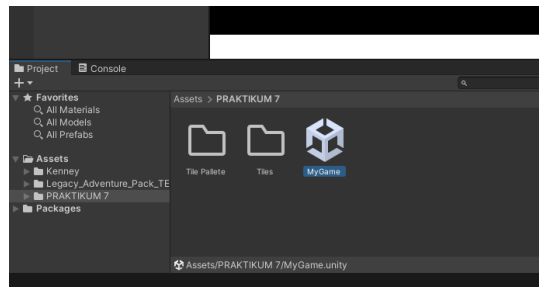 Project Console
Favorites
All Materials
All Models
All Prefabs
Assets
Kenney
Legacy_Adventure_Pack_TE
PRAKTIKUM 7
Packages
Assets > PRAKTIKUM 7
Tile Pallete Tiles MyGame
Assets/PRAKTIKUM 7/MyGame.unity